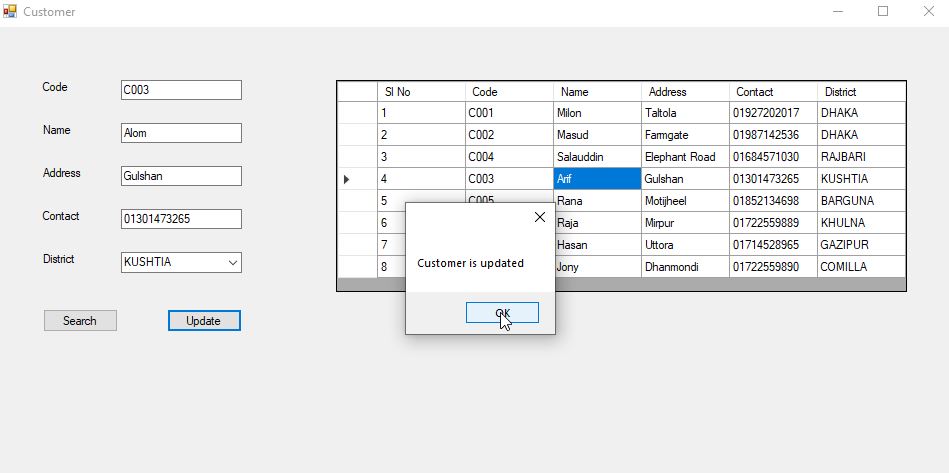 Customer
Code C003
Name Alom
Address Gulshan
Contact 01301473265
District KUSHTIA
Search Update
Sl No Code Name Address Contact District
1 C001 Milon Taltola 01927202017 DHAKA
2 C002 Masud Farmgate 01987142536 DHAKA
3 C004 Salauddin Elephant Road 01684571030 RAJBARI
4 C003 Arif Gulshan 01301473265 KUSHTIA
5 C005 Rana Motijheel 01852134698 BARGUNA
6 Raja Mirpur 01722559889 KHULNA
7 Hasan Uttora 01714528965 GAZIPUR
8 Jony Dhanmondi 01722559890 COMILLA
Customer is updated
OK